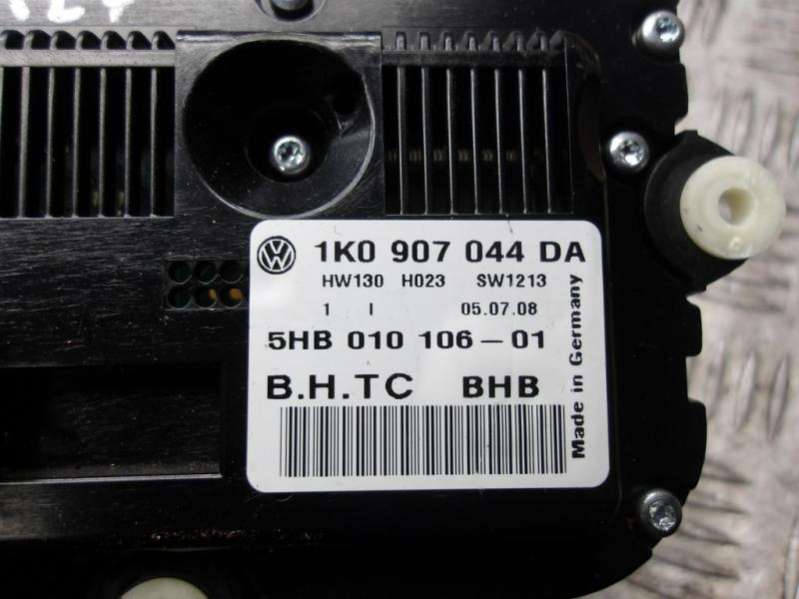 1K0 907 044 DA
HW130 H023 SW1213
1 I 05.07.08
5HB 010 106-01
B.H.TC BHB
Made in Germany